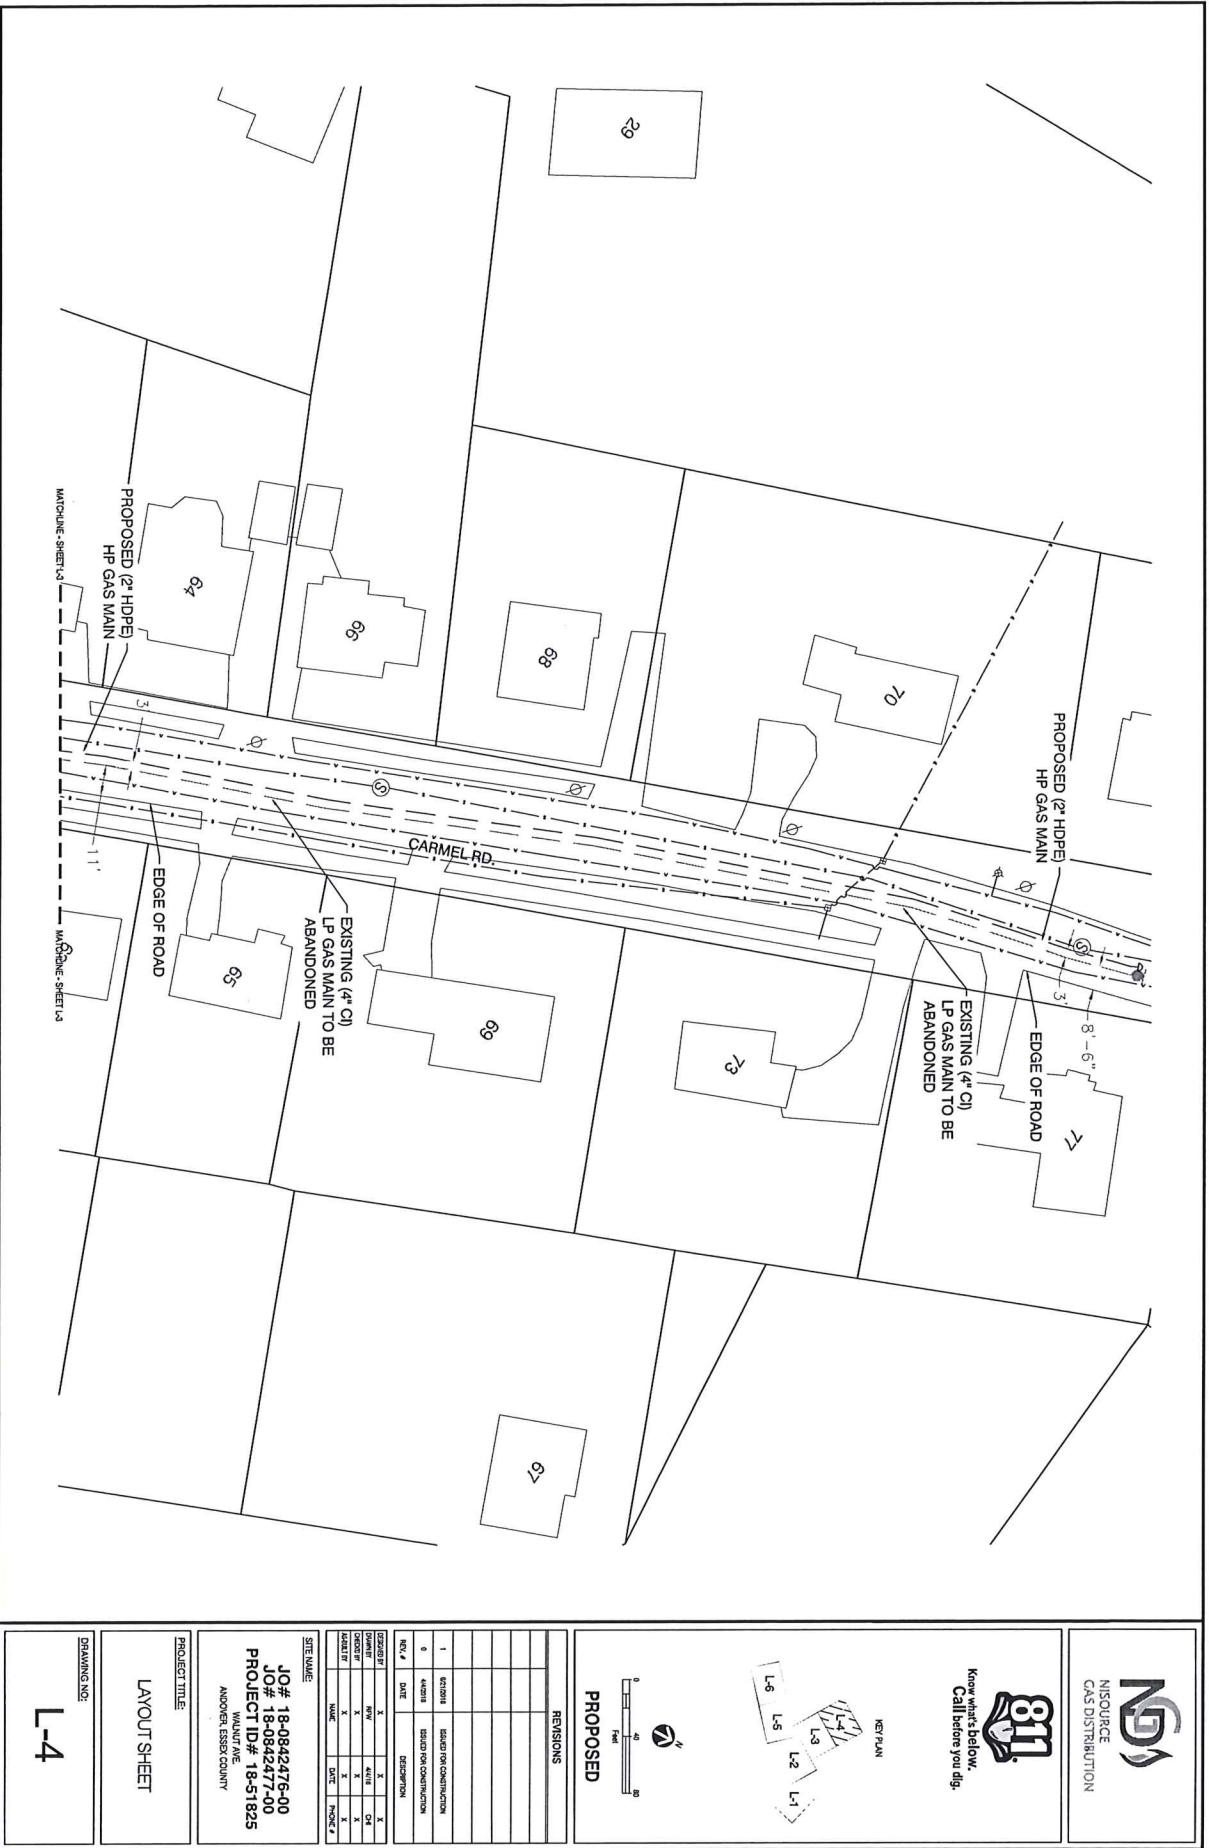 29
PROPOSED (2" HDPE)
HP GAS MAIN
64
66
68
70
PROPOSED (2" HDPE)
HP GAS MAIN
3'
11'
S
CARMEL RD.
S
3'
8'-6"
EDGE OF ROAD
EXISTING (4" CI)
LP GAS MAIN TO BE
ABANDONED
EXISTING (4" CI)
LP GAS MAIN TO BE
ABANDONED
EDGE OF ROAD
65
69
73
77
67
MATCHLINE - SHEET L-3
MATCHLINE - SHEET L-3
NISOURCE
GAS DISTRIBUTION
811
Know what's below.
Call before you dig.
KEY PLAN
L-6
L-5
L-4
L-3
L-2
L-1
N
0 40 80
Feet
PROPOSED
REVISIONS
1 6/21/2018 ISSUED FOR CONSTRUCTION
0 4/4/2018 ISSUED FOR CONSTRUCTION
REV. # DATE DESCRIPTION
DESIGNED BY X X X
DRAWN BY RPW 4/4/18 CHI
CHECKED BY X X X
AS-BUILT BY X X X
NAME DATE PHONE #
SITE NAME:
JO# 18-0842476-00
JO# 18-0842477-00
PROJECT ID# 18-51825
WALNUT AVE.
ANDOVER, ESSEX COUNTY
PROJECT TITLE:
LAYOUT SHEET
DRAWING NO:
L-4